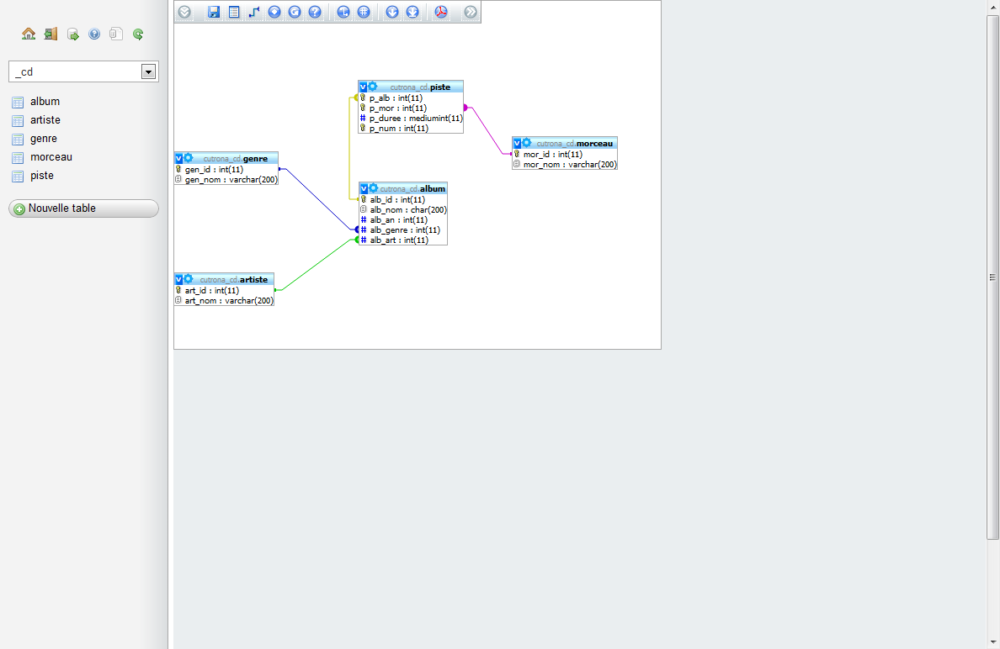 _cd
album
artiste
genre
morceau
piste
Nouvelle table
cutrona_cd.piste
p_alb : int(11)
p_mor : int(11)
# p_duree : mediumint(11)
p_num : int(11)
cutrona_cd.morceau
mor_id : int(11)
mor_nom : varchar(200)
cutrona_cd.genre
gen_id : int(11)
gen_nom : varchar(200)
cutrona_cd.album
alb_id : int(11)
alb_nom : char(200)
# alb_an : int(11)
# alb_genre : int(11)
# alb_art : int(11)
cutrona_cd.artiste
art_id : int(11)
art_nom : varchar(200)